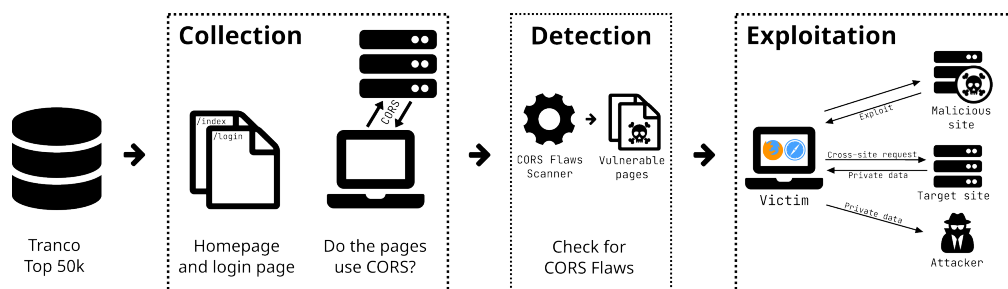 Tranco
Top 50k
Collection
/index
/login
CORS
Homepage
and login page
Do the pages
use CORS?
Detection
CORS Flaws
Scanner
Vulnerable
pages
Check for
CORS Flaws
Exploitation
Victim
Exploit
Malicious
site
Cross-site request
Private data
Target site
Private data
Attacker